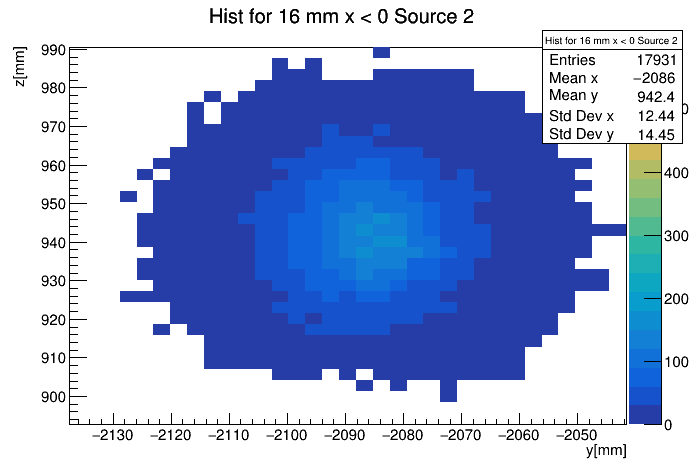 Hist for 16 mm x < 0 Source 2
z[mm]
990
980
970
960
950
940
930
920
910
900
−2130
−2120
−2110
−2100
−2090
−2080
−2070
−2060
−2050
y[mm]
Hist for 16 mm x < 0 Source 2
Entries 17931
Mean x −2086
Mean y 942.4
Std Dev x 12.44
Std Dev y 14.45
0
400
300
200
100
0